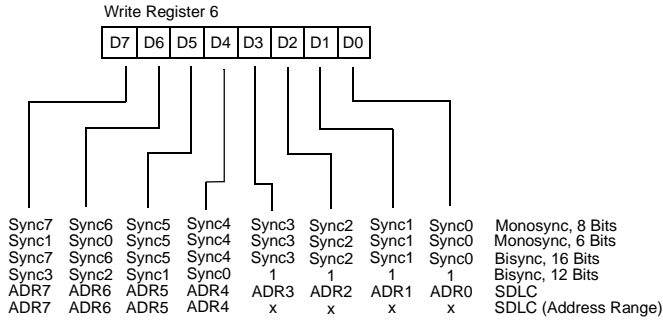 Write Register 6
D7 D6 D5 D4 D3 D2 D1 D0
Sync7 Sync6 Sync5 Sync4 Sync3 Sync2 Sync1 Sync0 Monosync, 8 Bits
Sync1 Sync0 Sync5 Sync4 Sync3 Sync2 Sync1 Sync0 Monosync, 6 Bits
Sync7 Sync6 Sync5 Sync4 Sync3 Sync2 Sync1 Sync0 Bisync, 16 Bits
Sync3 Sync2 Sync1 Sync0 1 1 1 1 Bisync, 12 Bits
ADR7 ADR6 ADR5 ADR4 ADR3 ADR2 ADR1 ADR0 SDLC
ADR7 ADR6 ADR5 ADR4 x x x x SDLC (Address Range)